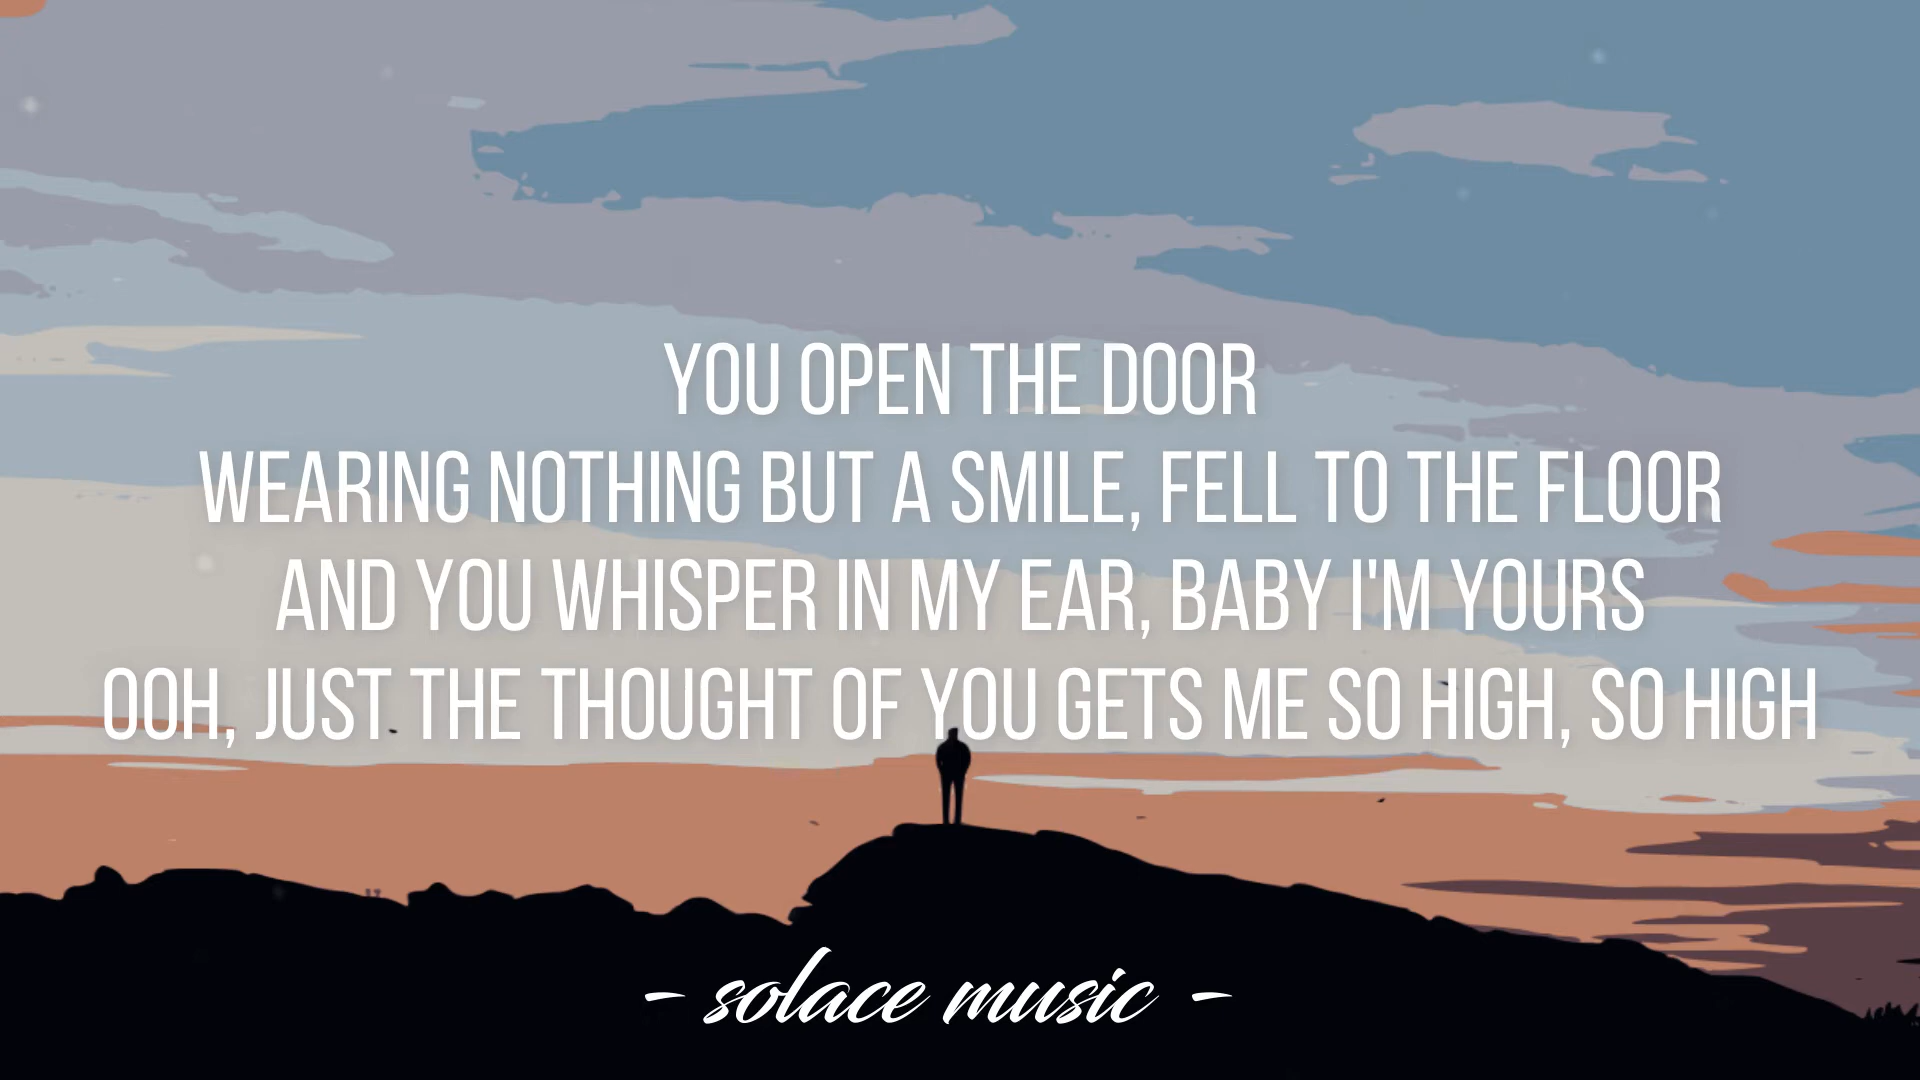 YOU OPEN THE DOOR
WEARING NOTHING BUT A SMILE, FELL TO THE FLOOR
AND YOU WHISPER IN MY EAR, BABY I'M YOURS
OOH, JUST THE THOUGHT OF YOU GETS ME SO HIGH, SO HIGH
- solace music -